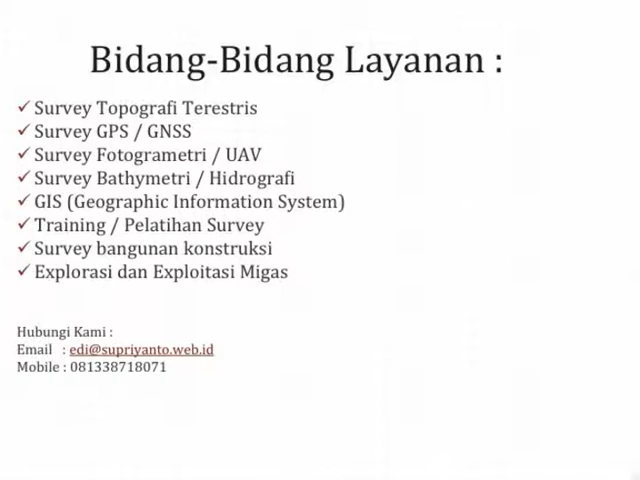 Bidang-Bidang Layanan :
✓ Survey Topografi Terestris
✓ Survey GPS / GNSS
✓ Survey Fotogrametri / UAV
✓ Survey Bathymetri / Hidrografi
✓ GIS (Geographic Information System)
✓ Training / Pelatihan Survey
✓ Survey bangunan konstruksi
✓ Explorasi dan Exploitasi Migas
Hubungi Kami :
Email : edi@supriyanto.web.id
Mobile : 081338718071